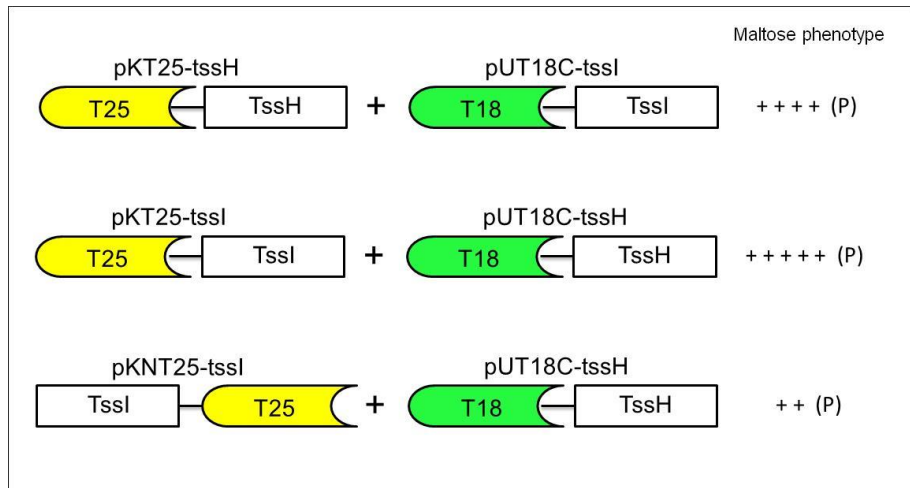 Maltose phenotype
pKT25-tssH pUT18C-tssI
T25 TssH + T18 TssI + + + + (P)
pKT25-tssI pUT18C-tssH
T25 TssI + T18 TssH + + + + + (P)
pKNT25-tssI pUT18C-tssH
TssI T25 + T18 TssH + + (P)